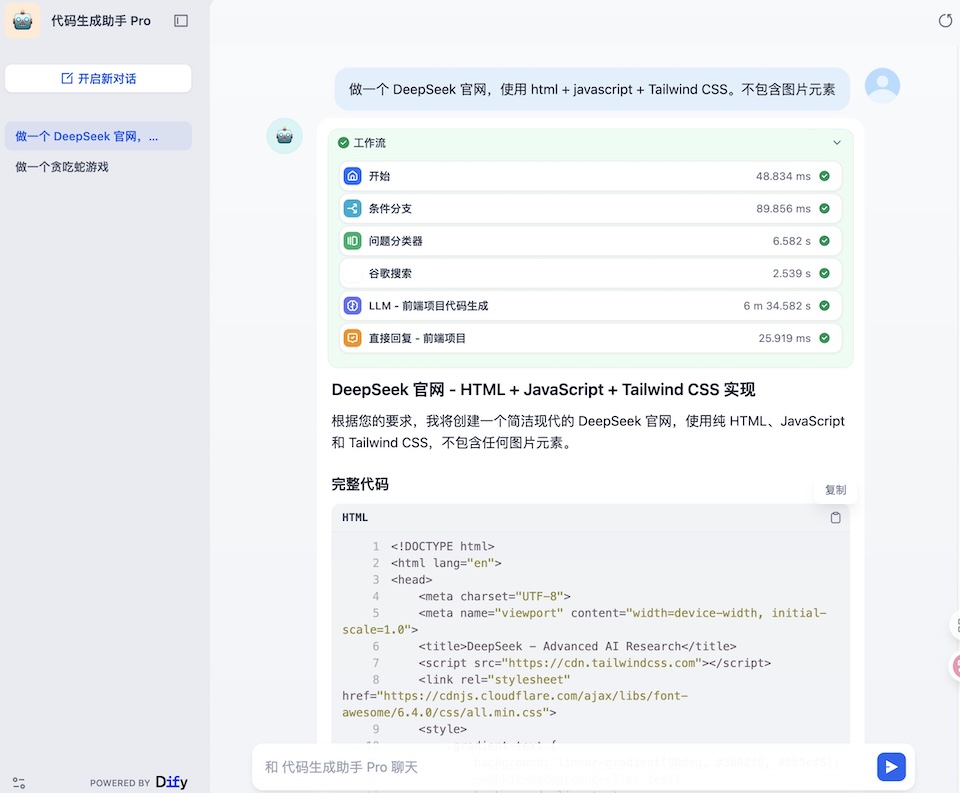 代码生成助手 Pro
开启新对话
做一个 DeepSeek 官网，...
做一个贪吃蛇游戏
做一个 DeepSeek 官网，使用 html + javascript + Tailwind CSS。不包含图片元素
工作流
开始 48.834 ms
条件分支 89.856 ms
问题分类器 6.582 s
谷歌搜索 2.539 s
LLM - 前端项目代码生成 6 m 34.582 s
直接回复 - 前端项目 25.919 ms
DeepSeek 官网 - HTML + JavaScript + Tailwind CSS 实现
根据您的要求，我将创建一个简洁现代的 DeepSeek 官网，使用纯 HTML、JavaScript
和 Tailwind CSS，不包含任何图片元素。
完整代码
复制
HTML
1 <!DOCTYPE html>
2 <html lang="en">
3 <head>
4 <meta charset="UTF-8">
5 <meta name="viewport" content="width=device-width, initial-
scale=1.0">
6 <title>DeepSeek - Advanced AI Research</title>
7 <script src="https://cdn.tailwindcss.com"></script>
8 <link rel="stylesheet"
href="https://cdnjs.cloudflare.com/ajax/libs/font-
awesome/6.4.0/css/all.min.css">
9 <style>
和 代码生成助手 Pro 聊天
POWERED BY Dify